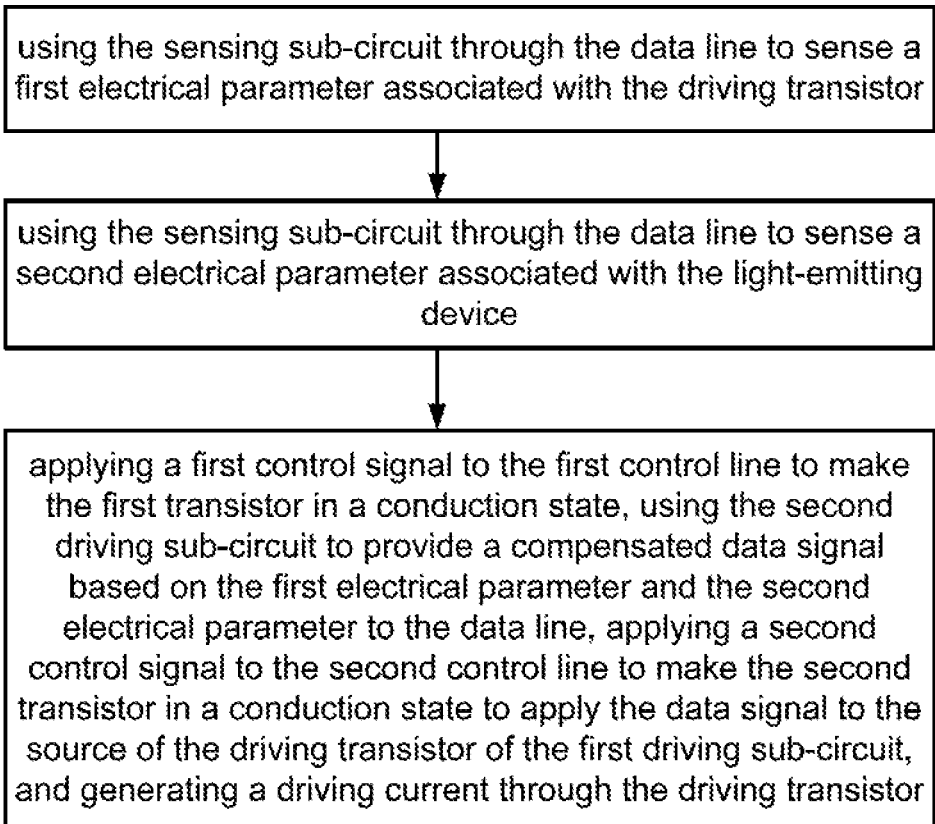 using the sensing sub-circuit through the data line to sense a
first electrical parameter associated with the driving transistor
using the sensing sub-circuit through the data line to sense a
second electrical parameter associated with the light-emitting
device
applying a first control signal to the first control line to make
the first transistor in a conduction state, using the second
driving sub-circuit to provide a compensated data signal
based on the first electrical parameter and the second
electrical parameter to the data line, applying a second
control signal to the second control line to make the second
transistor in a conduction state to apply the data signal to the
source of the driving transistor of the first driving sub-circuit,
and generating a driving current through the driving transistor